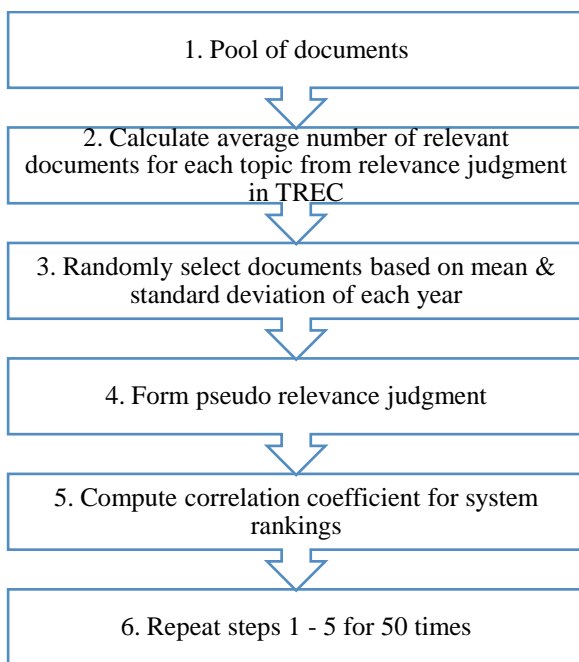 1. Pool of documents
2. Calculate average number of relevant
documents for each topic from relevance judgment
in TREC
3. Randomly select documents based on mean &
standard deviation of each year
4. Form pseudo relevance judgment
5. Compute correlation coefficient for system
rankings
6. Repeat steps 1 - 5 for 50 times